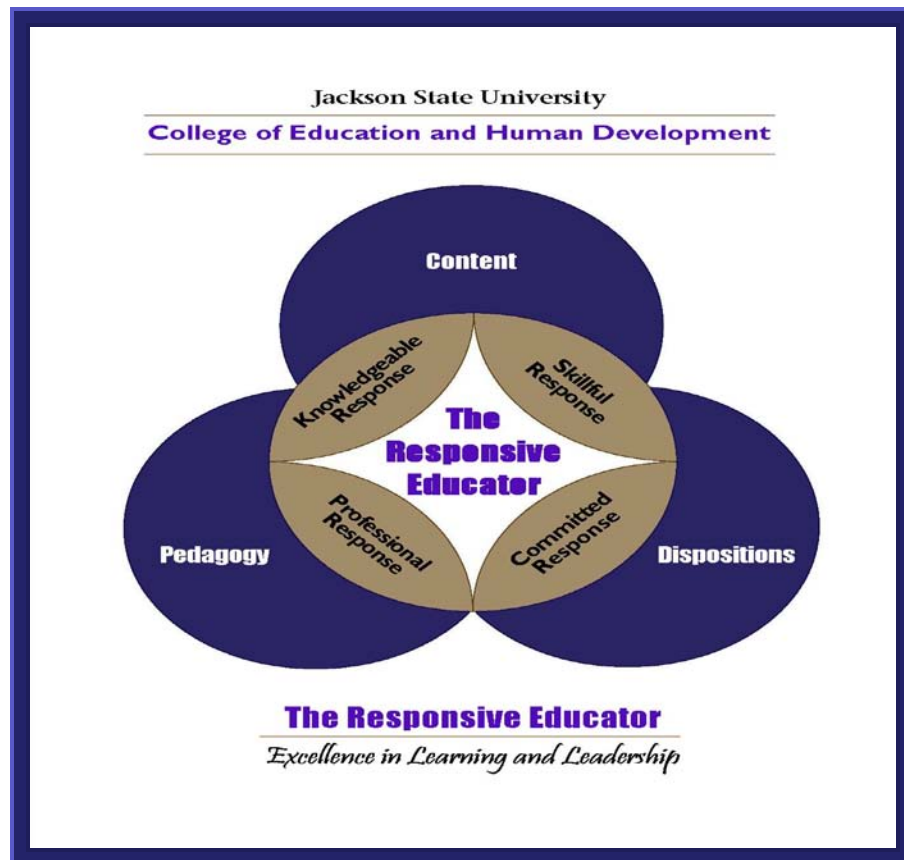 Jackson State University
College of Education and Human Development
Content
Knowledgeable
Response
Skillful
Response
The
Responsive
Educator
Professional
Response
Committed
Response
Pedagogy
Dispositions
The Responsive Educator
Excellence in Learning and Leadership